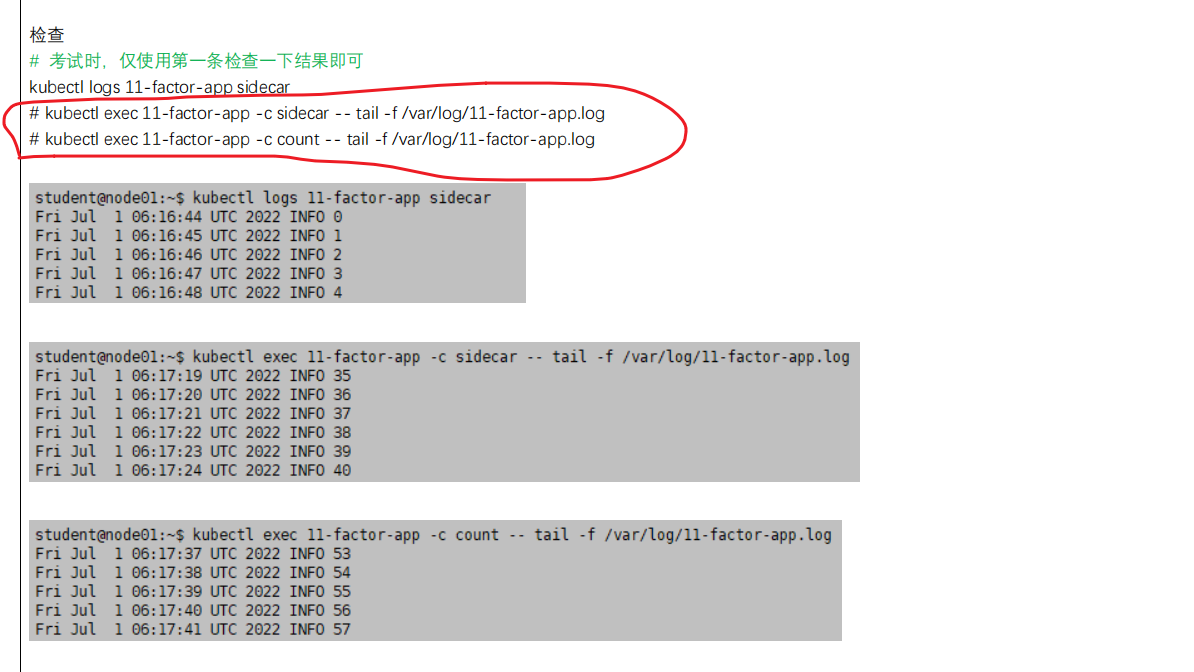 检查
# 考试时，仅使用第一条检查一下结果即可
kubectl logs 11-factor-app sidecar
# kubectl exec 11-factor-app -c sidecar -- tail -f /var/log/11-factor-app.log
# kubectl exec 11-factor-app -c count -- tail -f /var/log/11-factor-app.log
student@node01:~$ kubectl logs 11-factor-app sidecar
Fri Jul  1 06:16:44 UTC 2022 INFO 0
Fri Jul  1 06:16:45 UTC 2022 INFO 1
Fri Jul  1 06:16:46 UTC 2022 INFO 2
Fri Jul  1 06:16:47 UTC 2022 INFO 3
Fri Jul  1 06:16:48 UTC 2022 INFO 4
student@node01:~$ kubectl exec 11-factor-app -c sidecar -- tail -f /var/log/11-factor-app.log
Fri Jul  1 06:17:19 UTC 2022 INFO 35
Fri Jul  1 06:17:20 UTC 2022 INFO 36
Fri Jul  1 06:17:21 UTC 2022 INFO 37
Fri Jul  1 06:17:22 UTC 2022 INFO 38
Fri Jul  1 06:17:23 UTC 2022 INFO 39
Fri Jul  1 06:17:24 UTC 2022 INFO 40
student@node01:~$ kubectl exec 11-factor-app -c count -- tail -f /var/log/11-factor-app.log
Fri Jul  1 06:17:37 UTC 2022 INFO 53
Fri Jul  1 06:17:38 UTC 2022 INFO 54
Fri Jul  1 06:17:39 UTC 2022 INFO 55
Fri Jul  1 06:17:40 UTC 2022 INFO 56
Fri Jul  1 06:17:41 UTC 2022 INFO 57